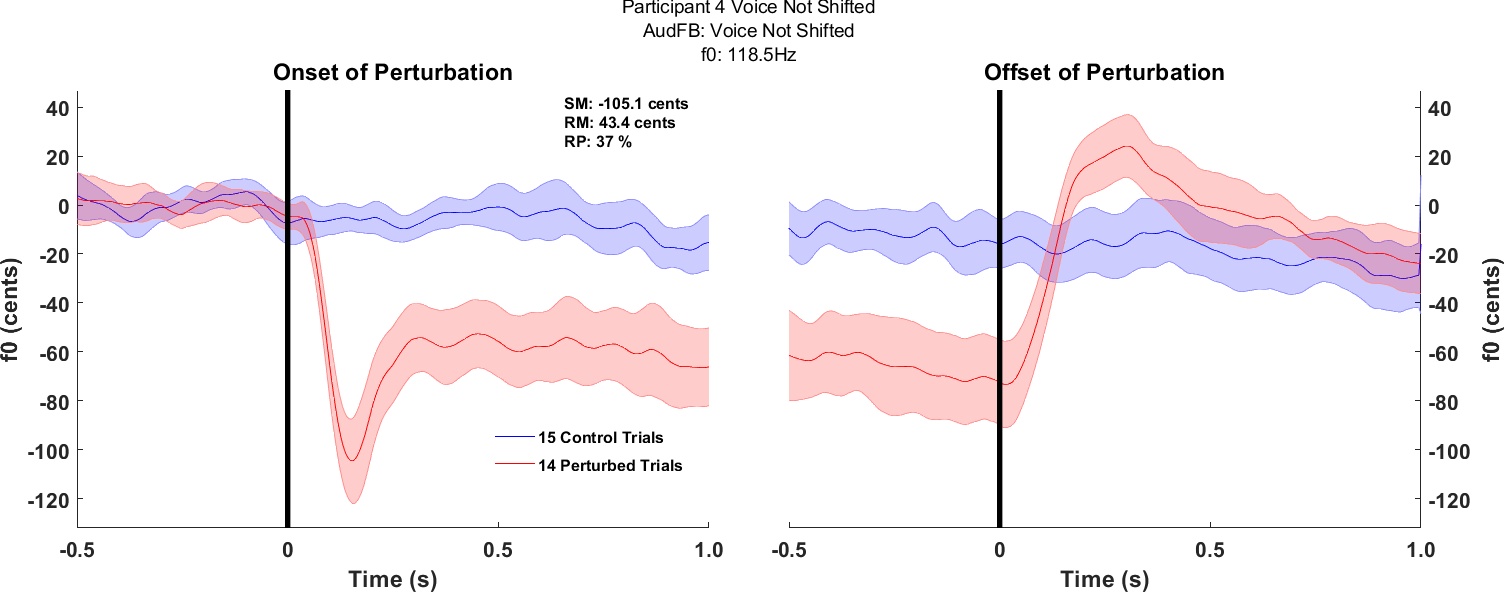 Participant 4 Voice Not Shifted
AudFB: Voice Not Shifted
f0: 118.5Hz
Onset of Perturbation
Offset of Perturbation
SM: -105.1 cents
RM: 43.4 cents
RP: 37 %
40
20
0
-20
-40
-60
-80
-100
-120
f0 (cents)
15 Control Trials
14 Perturbed Trials
-0.5
0
0.5
1.0
Time (s)
40
20
0
-20
-40
-60
-80
-100
-120
f0 (cents)
-0.5
0
0.5
1.0
Time (s)